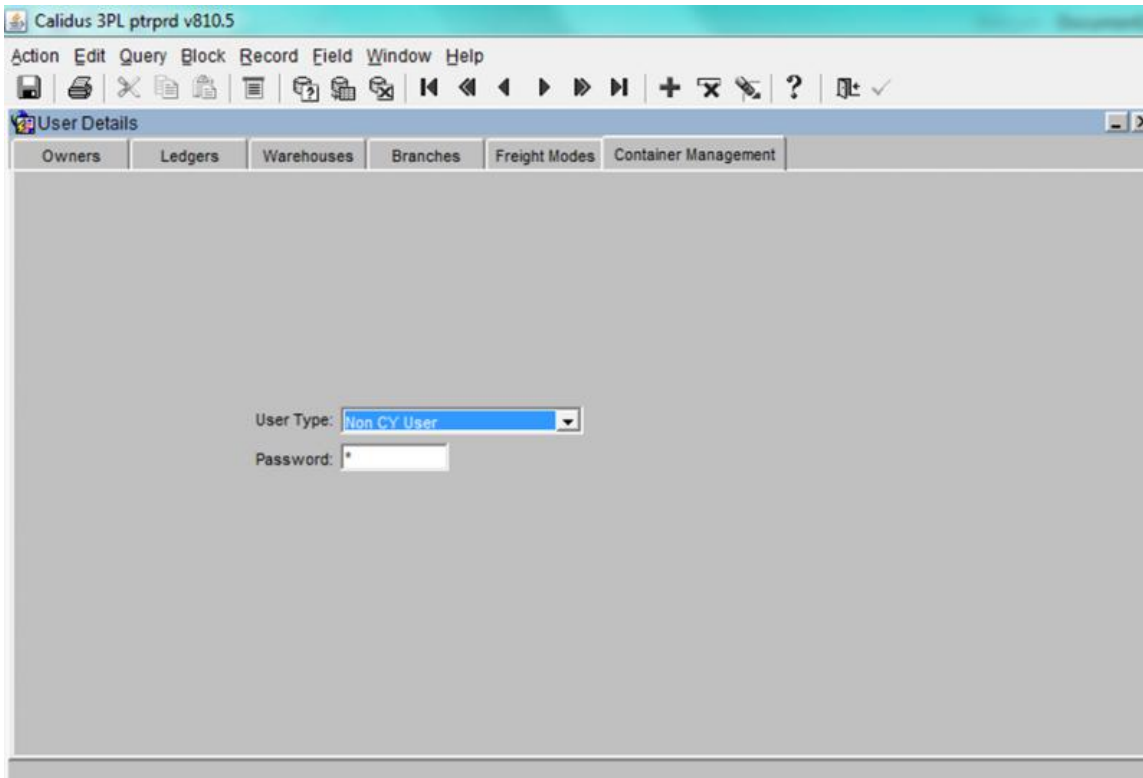 Calidus 3PL ptrprd v810.5
Action Edit Query Block Record Field Window Help
User Details
Owners Ledgers Warehouses Branches Freight Modes Container Management
User Type: Non CY User
Password: *